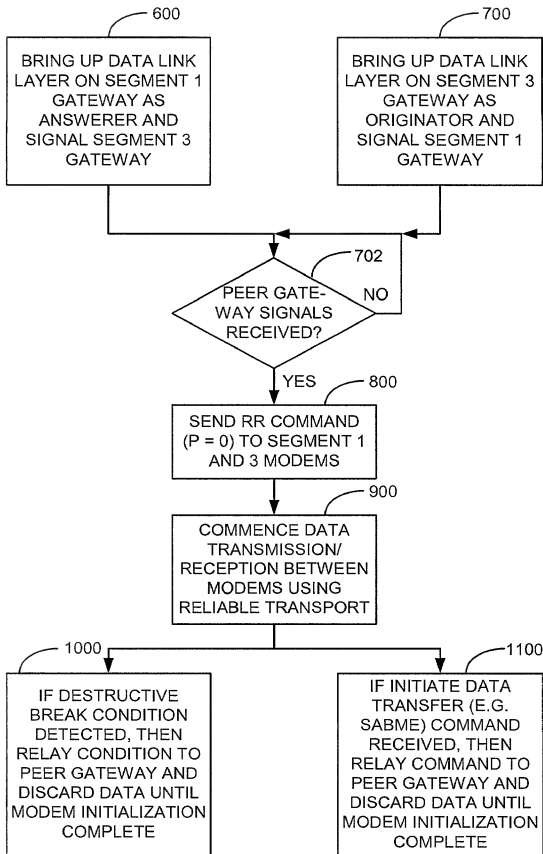 600
BRING UP DATA LINK
LAYER ON SEGMENT 1
GATEWAY AS
ANSWERER AND
SIGNAL SEGMENT 3
GATEWAY
700
BRING UP DATA LINK
LAYER ON SEGMENT 3
GATEWAY AS
ORIGINATOR AND
SIGNAL SEGMENT 1
GATEWAY
702
PEER GATE-
WAY SIGNALS
RECEIVED?
NO
YES
800
SEND RR COMMAND
(P = 0) TO SEGMENT 1
AND 3 MODEMS
900
COMMENCE DATA
TRANSMISSION/
RECEPTION BETWEEN
MODEMS USING
RELIABLE TRANSPORT
1000
IF DESTRUCTIVE
BREAK CONDITION
DETECTED, THEN
RELAY CONDITION TO
PEER GATEWAY AND
DISCARD DATA UNTIL
MODEM INITIALIZATION
COMPLETE
1100
IF INITIATE DATA
TRANSFER (E.G.
SABME) COMMAND
RECEIVED, THEN
RELAY COMMAND TO
PEER GATEWAY AND
DISCARD DATA UNTIL
MODEM INITIALIZATION
COMPLETE